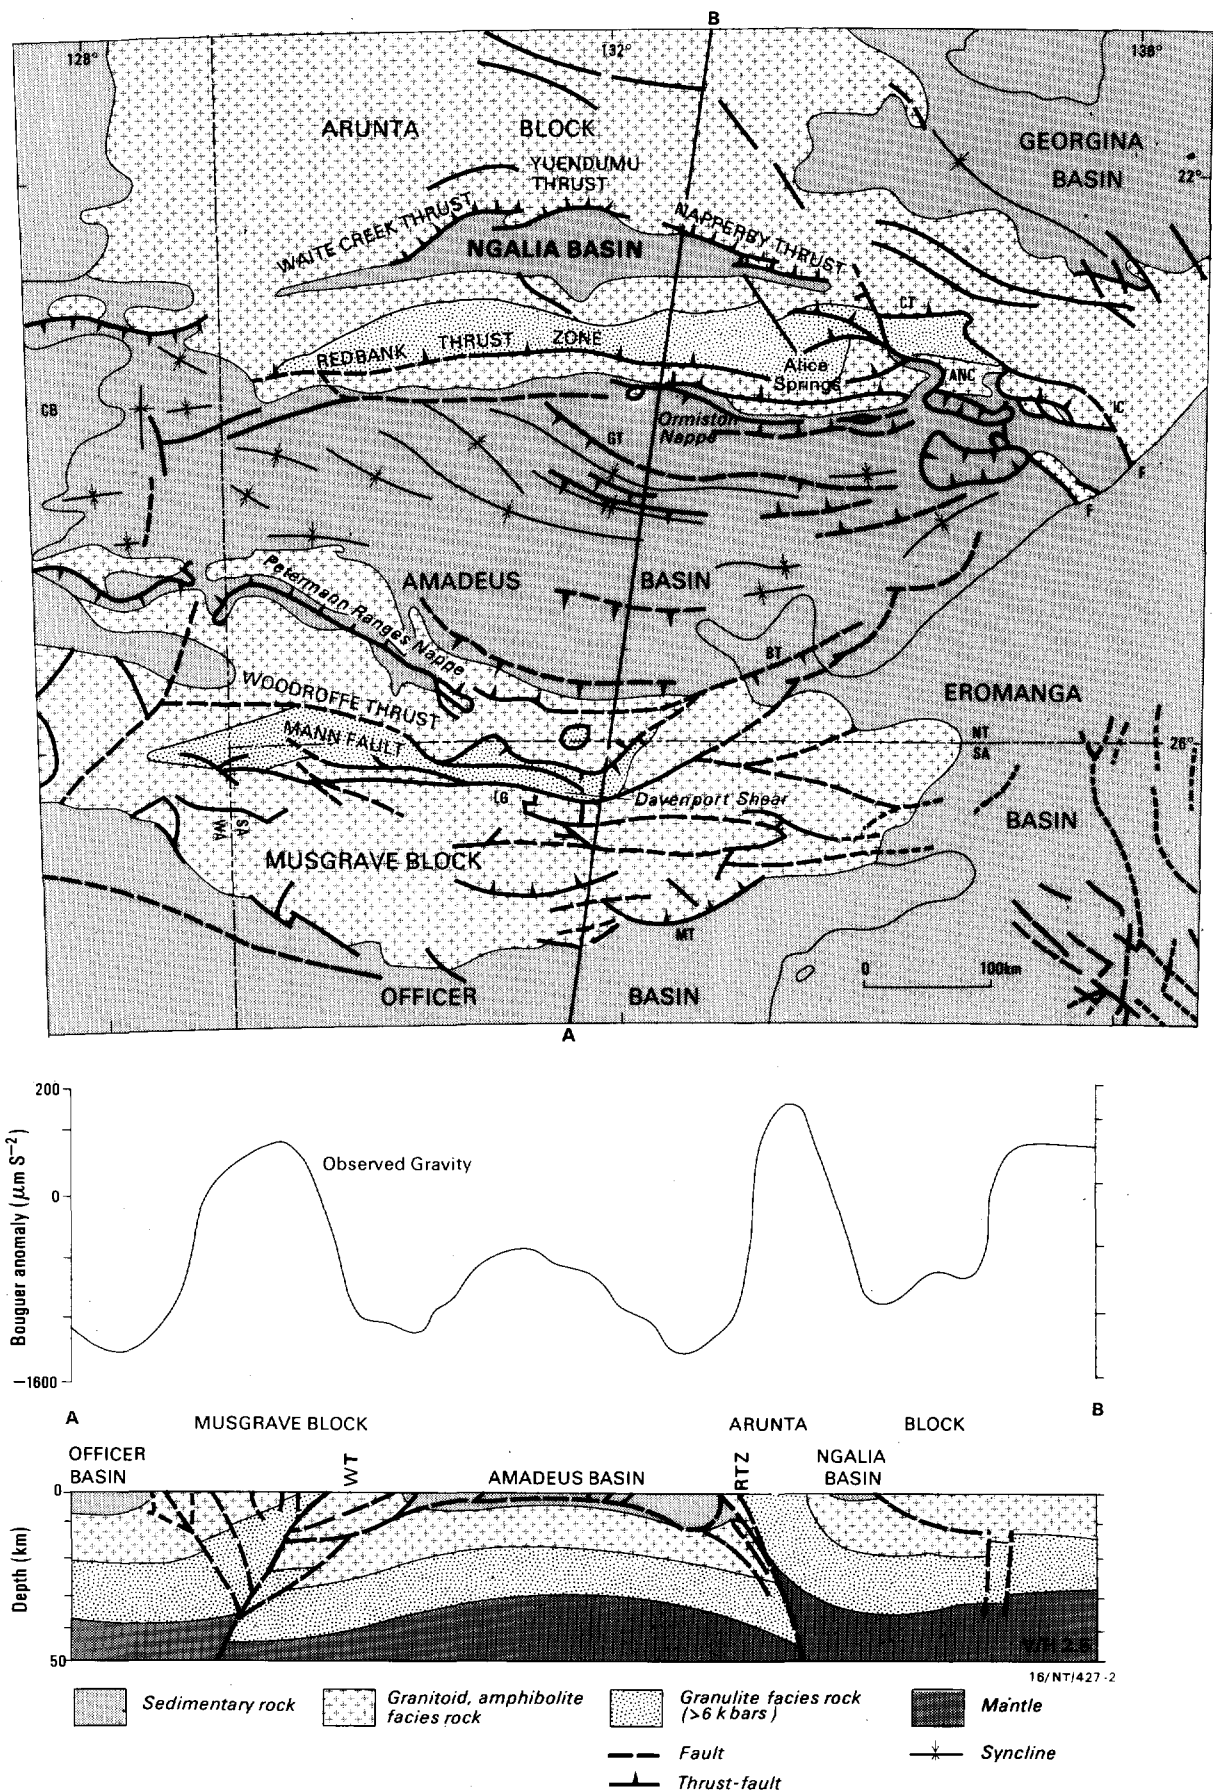 B
128°
132°
136°
ARUNTA BLOCK
GEORGINA
BASIN
22°
YUENDUMU
THRUST
WAITE CREEK THRUST
NAPPERBY THRUST
NGALIA BASIN
CT
REDBANK THRUST ZONE
Alice
Springs
ANC
IC
CB
Ormiston
Nappe
GT
F
F
Petermann Ranges Nappe
AMADEUS BASIN
BT
WOODROFFE THRUST
EROMANGA
MANN FAULT
NT
SA
26°
LG
Davenport Shear
BASIN
WA
SA
MUSGRAVE BLOCK
MT
0 100km
OFFICER BASIN
A
200
0
−1600
Bouguer anomaly (μm S⁻²)
Observed Gravity
A
B
MUSGRAVE BLOCK
ARUNTA BLOCK
OFFICER
BASIN
WT
AMADEUS BASIN
RTZ
NGALIA
BASIN
0
50
Depth (km)
16/NT/427-2
Sedimentary rock
Granitoid, amphibolite
facies rock
Granulite facies rock
(>6 kbars)
Mantle
Fault
Syncline
Thrust-fault